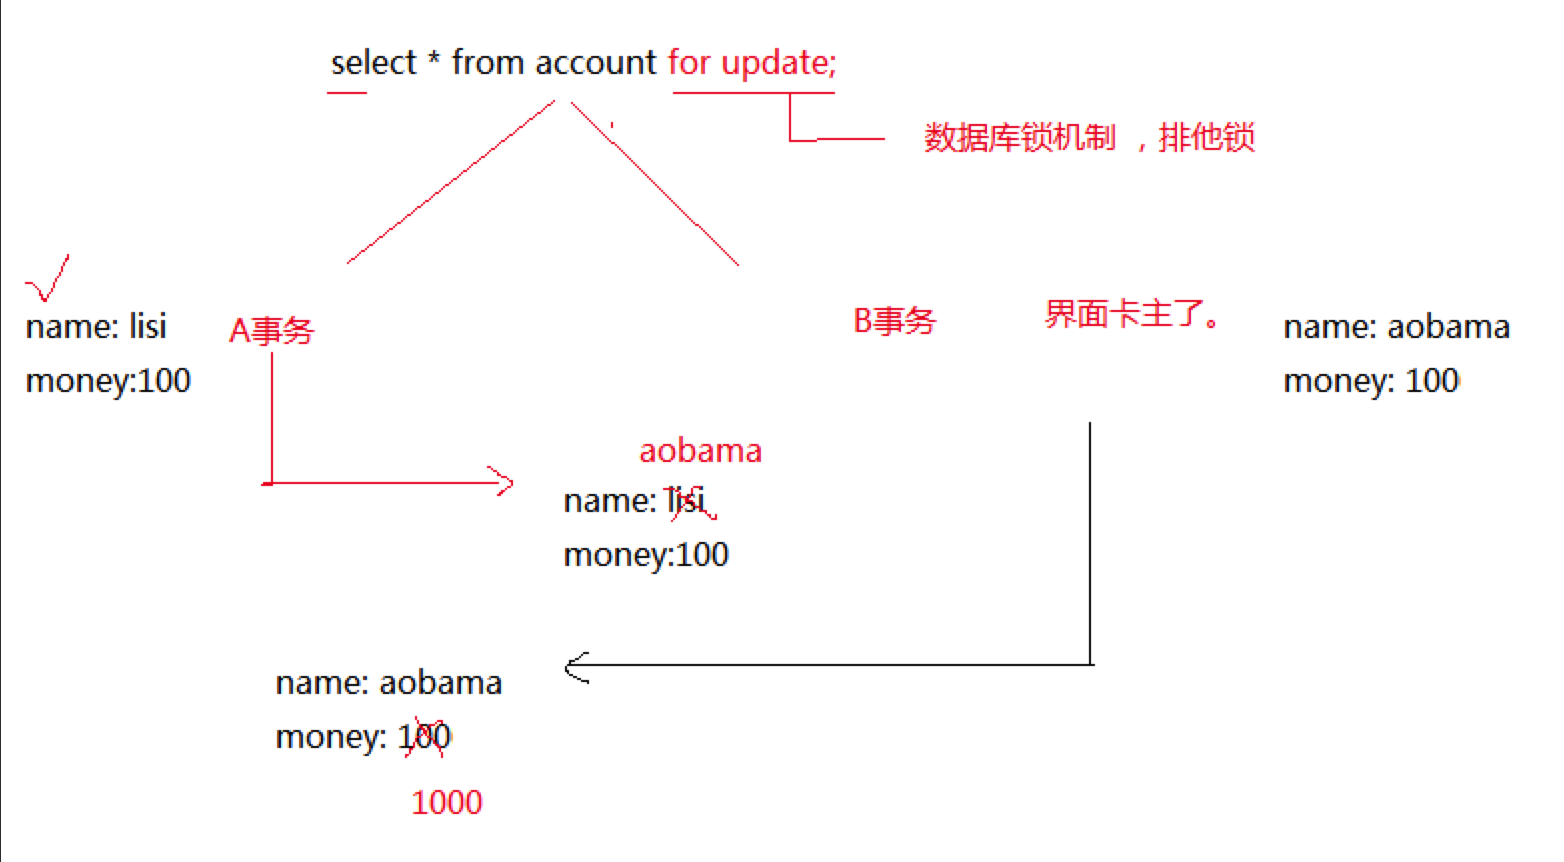 select * from account for update;
数据库锁机制 ，排他锁
name: lisi
money:100
A事务
B事务
界面卡主了。
name: aobama
money: 100
aobama
name: lisi
money:100
name: aobama
money: 100
1000